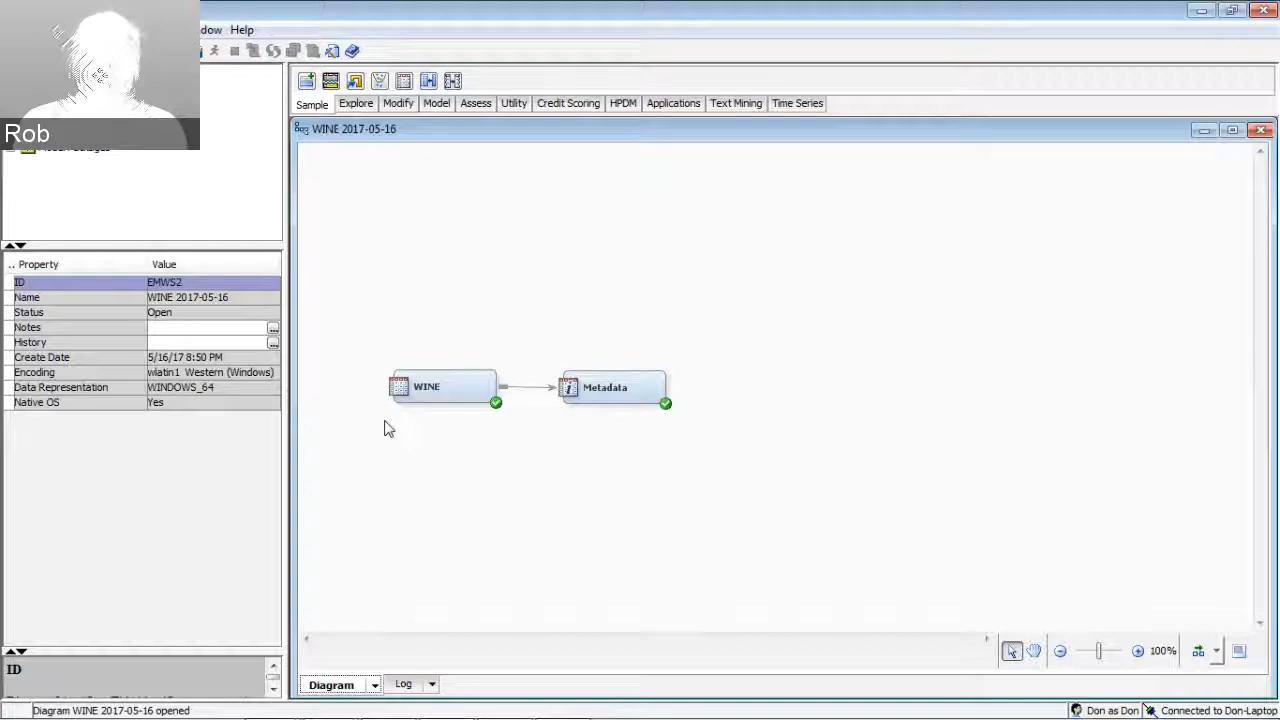 dow Help
Rob
Sample Explore Modify Model Assess Utility Credit Scoring HPDM Applications Text Mining Time Series
WINE 2017-05-16
.. Property Value
ID EMWS2
Name WINE 2017-05-16
Status Open
Notes ...
History ...
Create Date 5/16/17 8:50 PM
Encoding wlatin1 Western (Windows)
Data Representation WINDOWS_64
Native OS Yes
WINE
Metadata
100%
ID
Diagram Log
Diagram WINE 2017-05-16 opened
Don as Don Connected to Don-Laptop